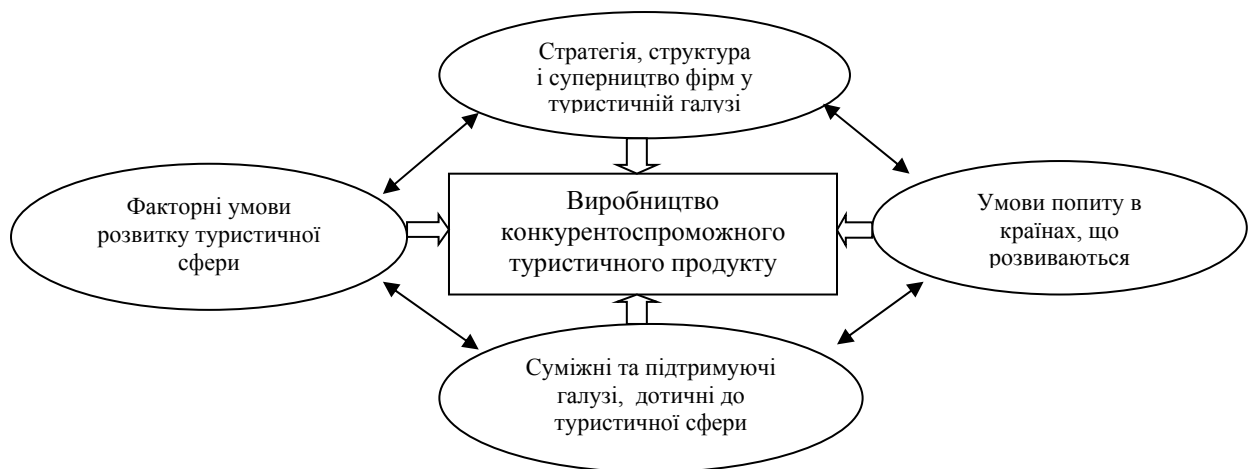 Стратегія, структура
і суперництво фірм у
туристичній галузі
Факторні умови
розвитку туристичної
сфери
Виробництво
конкурентоспроможного
туристичного продукту
Умови попиту в
країнах, що
розвиваються
Суміжні та підтримуючі
галузі, дотичні до
туристичної сфери